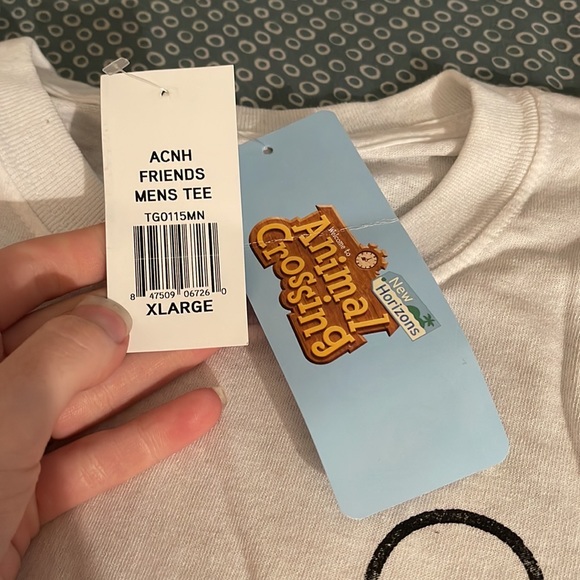 ACNH
FRIENDS
MENS TEE
TG0115MN
8 47509 06726 0
XLARGE
Welcome to
Animal
Crossing
New
Horizons